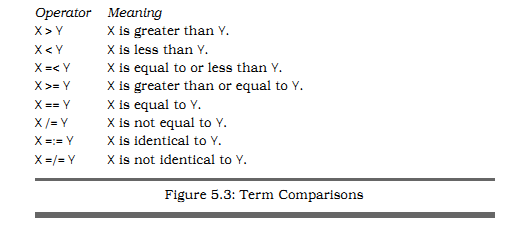 Operator Meaning
X > Y X is greater than Y.
X < Y X is less than Y.
X =< Y X is equal to or less than Y.
X >= Y X is greater than or equal to Y.
X == Y X is equal to Y.
X /= Y X is not equal to Y.
X =:= Y X is identical to Y.
X =/= Y X is not identical to Y.
Figure 5.3: Term Comparisons